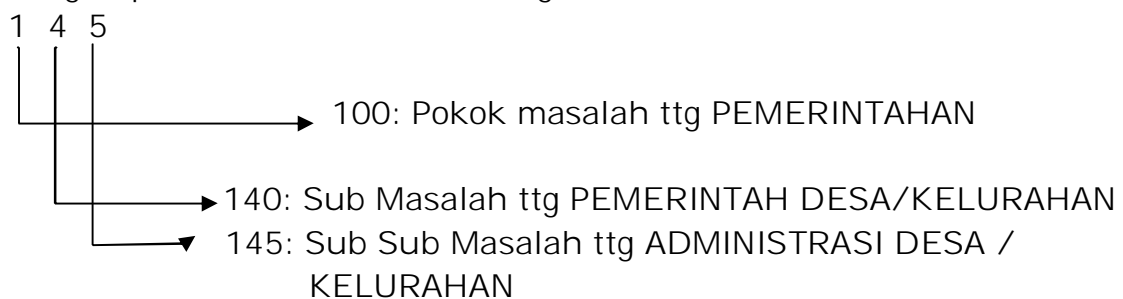 1 4 5
100: Pokok masalah ttg PEMERINTAHAN
140: Sub Masalah ttg PEMERINTAH DESA/KELURAHAN
145: Sub Sub Masalah ttg ADMINISTRASI DESA /
KELURAHAN